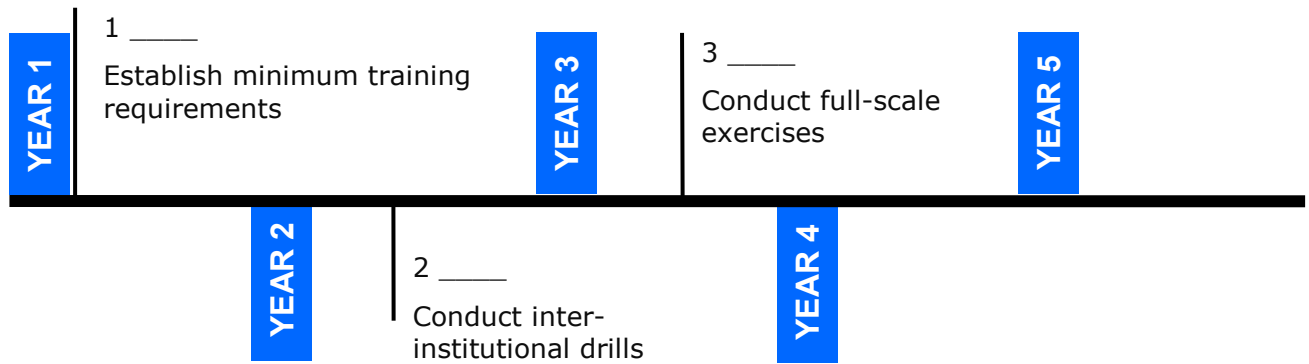 YEAR 1
1 ____
Establish minimum training
requirements
YEAR 2
2 ____
Conduct inter-
institutional drills
YEAR 3
3 ____
Conduct full-scale
exercises
YEAR 4
YEAR 5